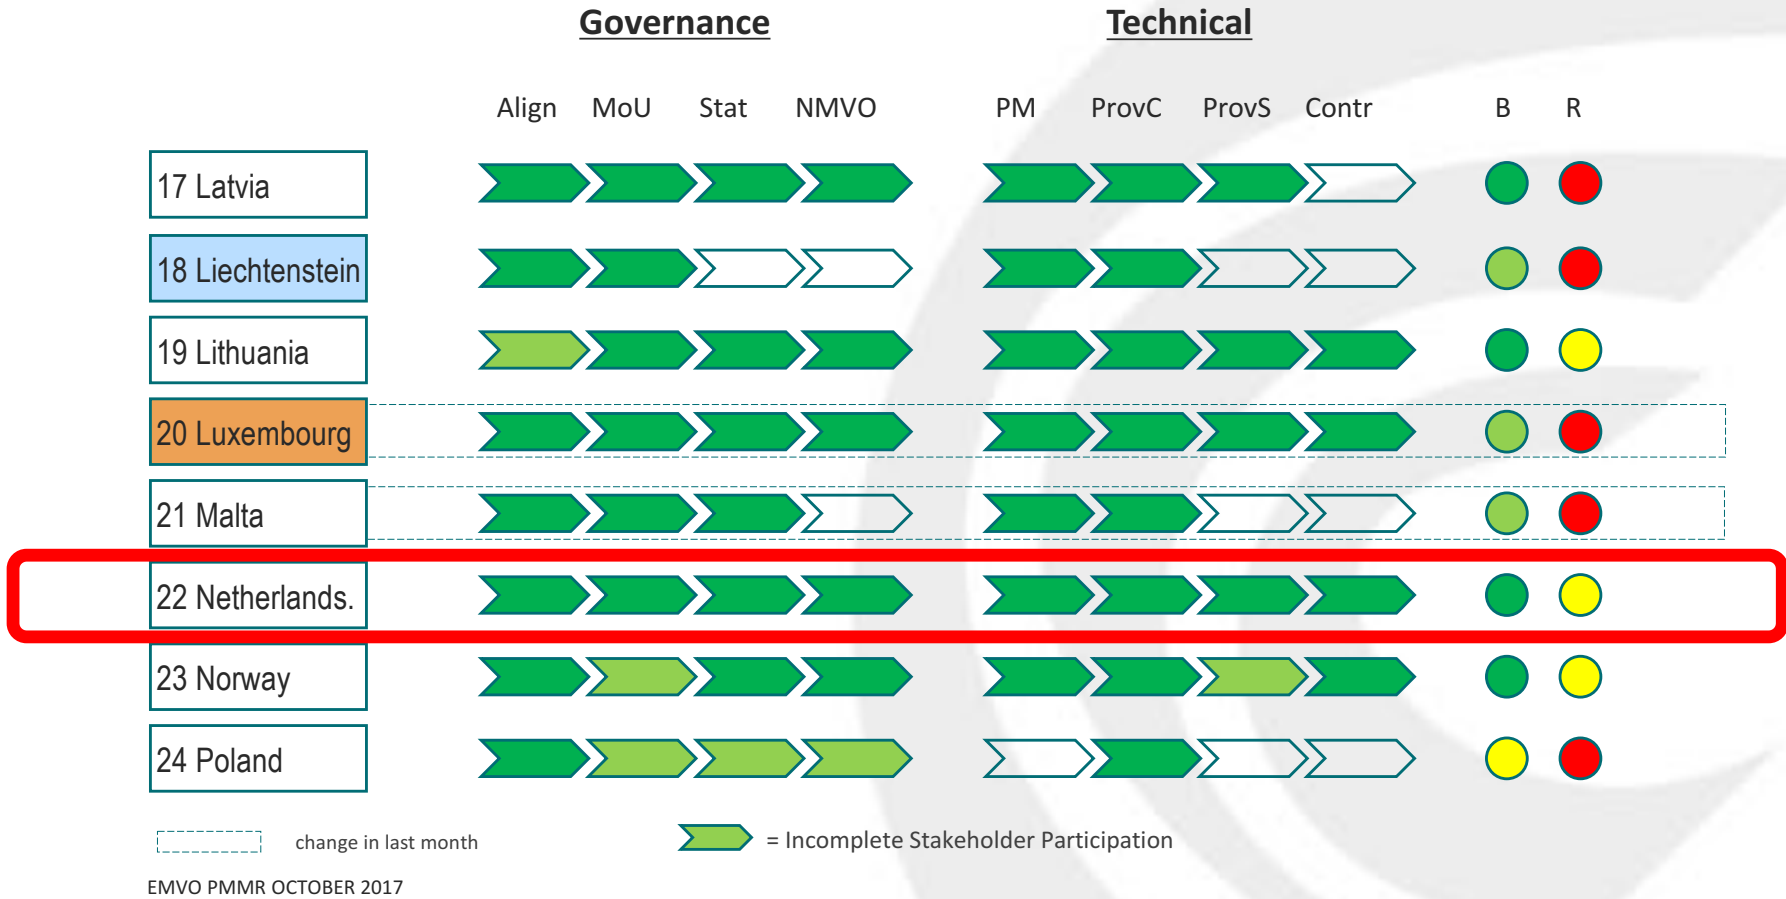 Governance Technical
Align MoU Stat NMVO PM ProvC ProvS Contr B R
17 Latvia
18 Liechtenstein
19 Lithuania
20 Luxembourg
21 Malta
22 Netherlands.
23 Norway
24 Poland
change in last month = Incomplete Stakeholder Participation
EMVO PMMR OCTOBER 2017